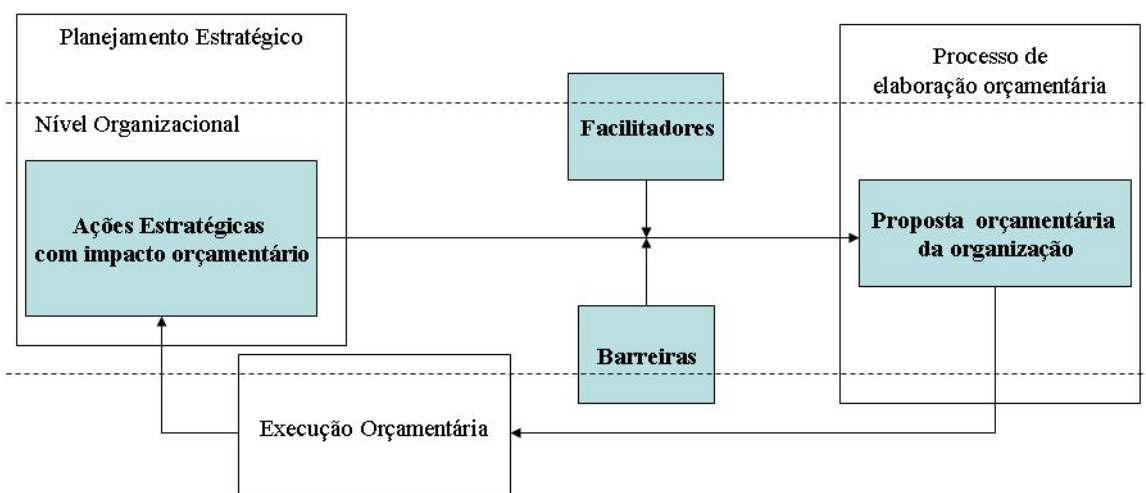 Planejamento Estratégico
Nível Organizacional
Ações Estratégicas
com impacto orçamentário
Facilitadores
Barreiras
Processo de
elaboração orçamentária
Proposta orçamentária
da organização
Execução Orçamentária